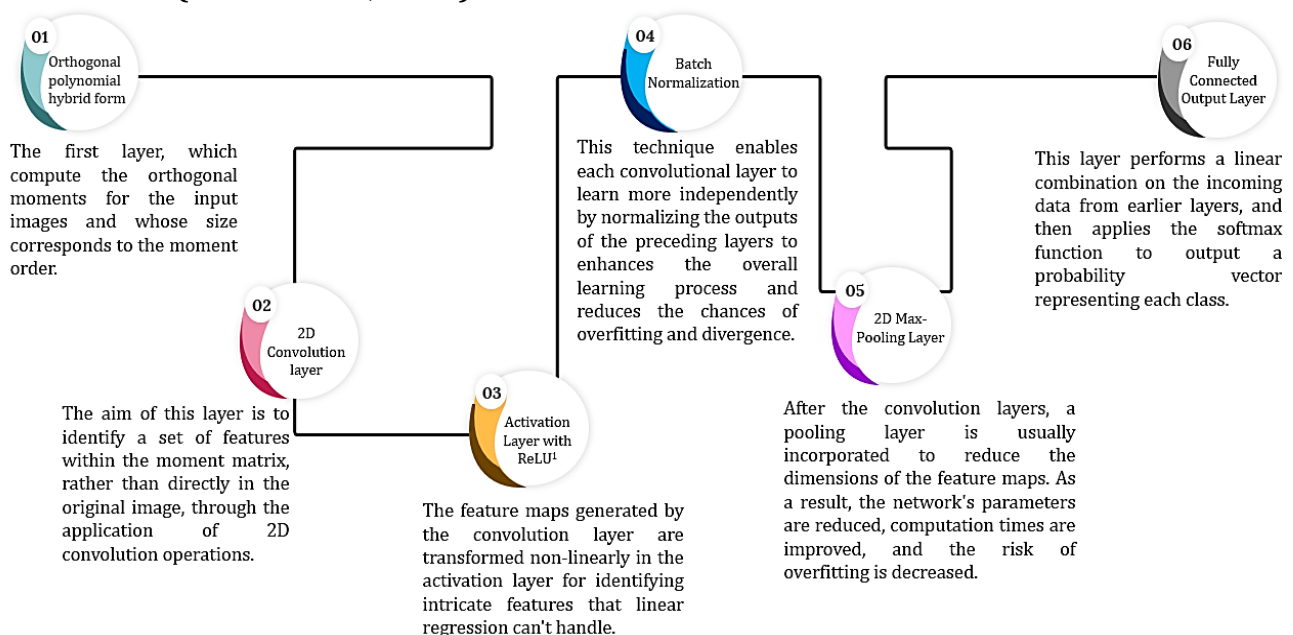 01
Orthogonal
polynomial
hybrid form
The first layer, which
compute the orthogonal
moments for the input
images and whose size
corresponds to the moment
order.
02
2D
Convolution
layer
The aim of this layer is to
identify a set of features
within the moment matrix,
rather than directly in the
original image, through the
application of 2D
convolution operations.
03
Activation
Layer with
ReLU¹
The feature maps generated by
the convolution layer are
transformed non-linearly in the
activation layer for identifying
intricate features that linear
regression can't handle.
04
Batch
Normalization
This technique enables
each convolutional layer to
learn more independently
by normalizing the outputs
of the preceding layers to
enhances the overall
learning process and
reduces the chances of
overfitting and divergence.
05
2D Max-
Pooling Layer
After the convolution layers, a
pooling layer is usually
incorporated to reduce the
dimensions of the feature maps. As
a result, the network's parameters
are reduced, computation times are
improved, and the risk of
overfitting is decreased.
06
Fully
Connected
Output Layer
This layer performs a linear
combination on the incoming
data from earlier layers, and
then applies the softmax
function to output a
probability vector
representing each class.